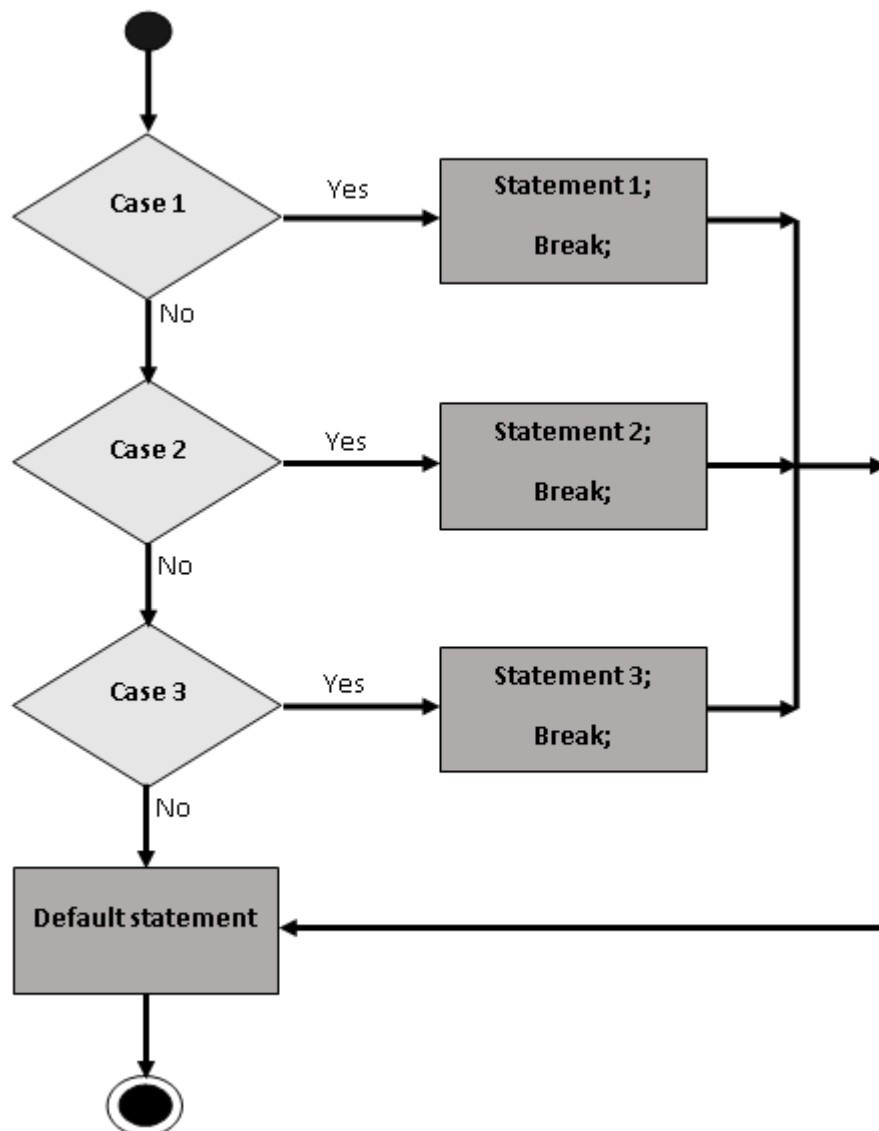 Case 1
Yes
Statement 1;
Break;
No
Case 2
Yes
Statement 2;
Break;
No
Case 3
Yes
Statement 3;
Break;
No
Default statement